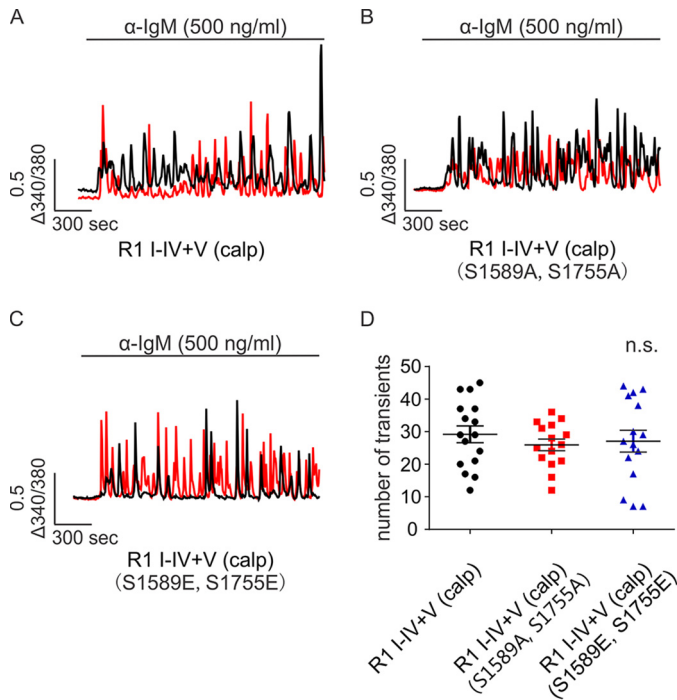 A
α-IgM (500 ng/ml)
0.5
Δ340/380
300 sec
R1 I-IV+V (calp)
B
α-IgM (500 ng/ml)
0.5
Δ340/380
300 sec
R1 I-IV+V (calp)
(S1589A, S1755A)
C
α-IgM (500 ng/ml)
0.5
Δ340/380
300 sec
R1 I-IV+V (calp)
(S1589E, S1755E)
D
n.s.
number of transients
50
40
30
20
10
0
R1 I-IV+V (calp)
R1 I-IV+V (calp)
(S1589A, S1755A)
R1 I-IV+V (calp)
(S1589E, S1755E)